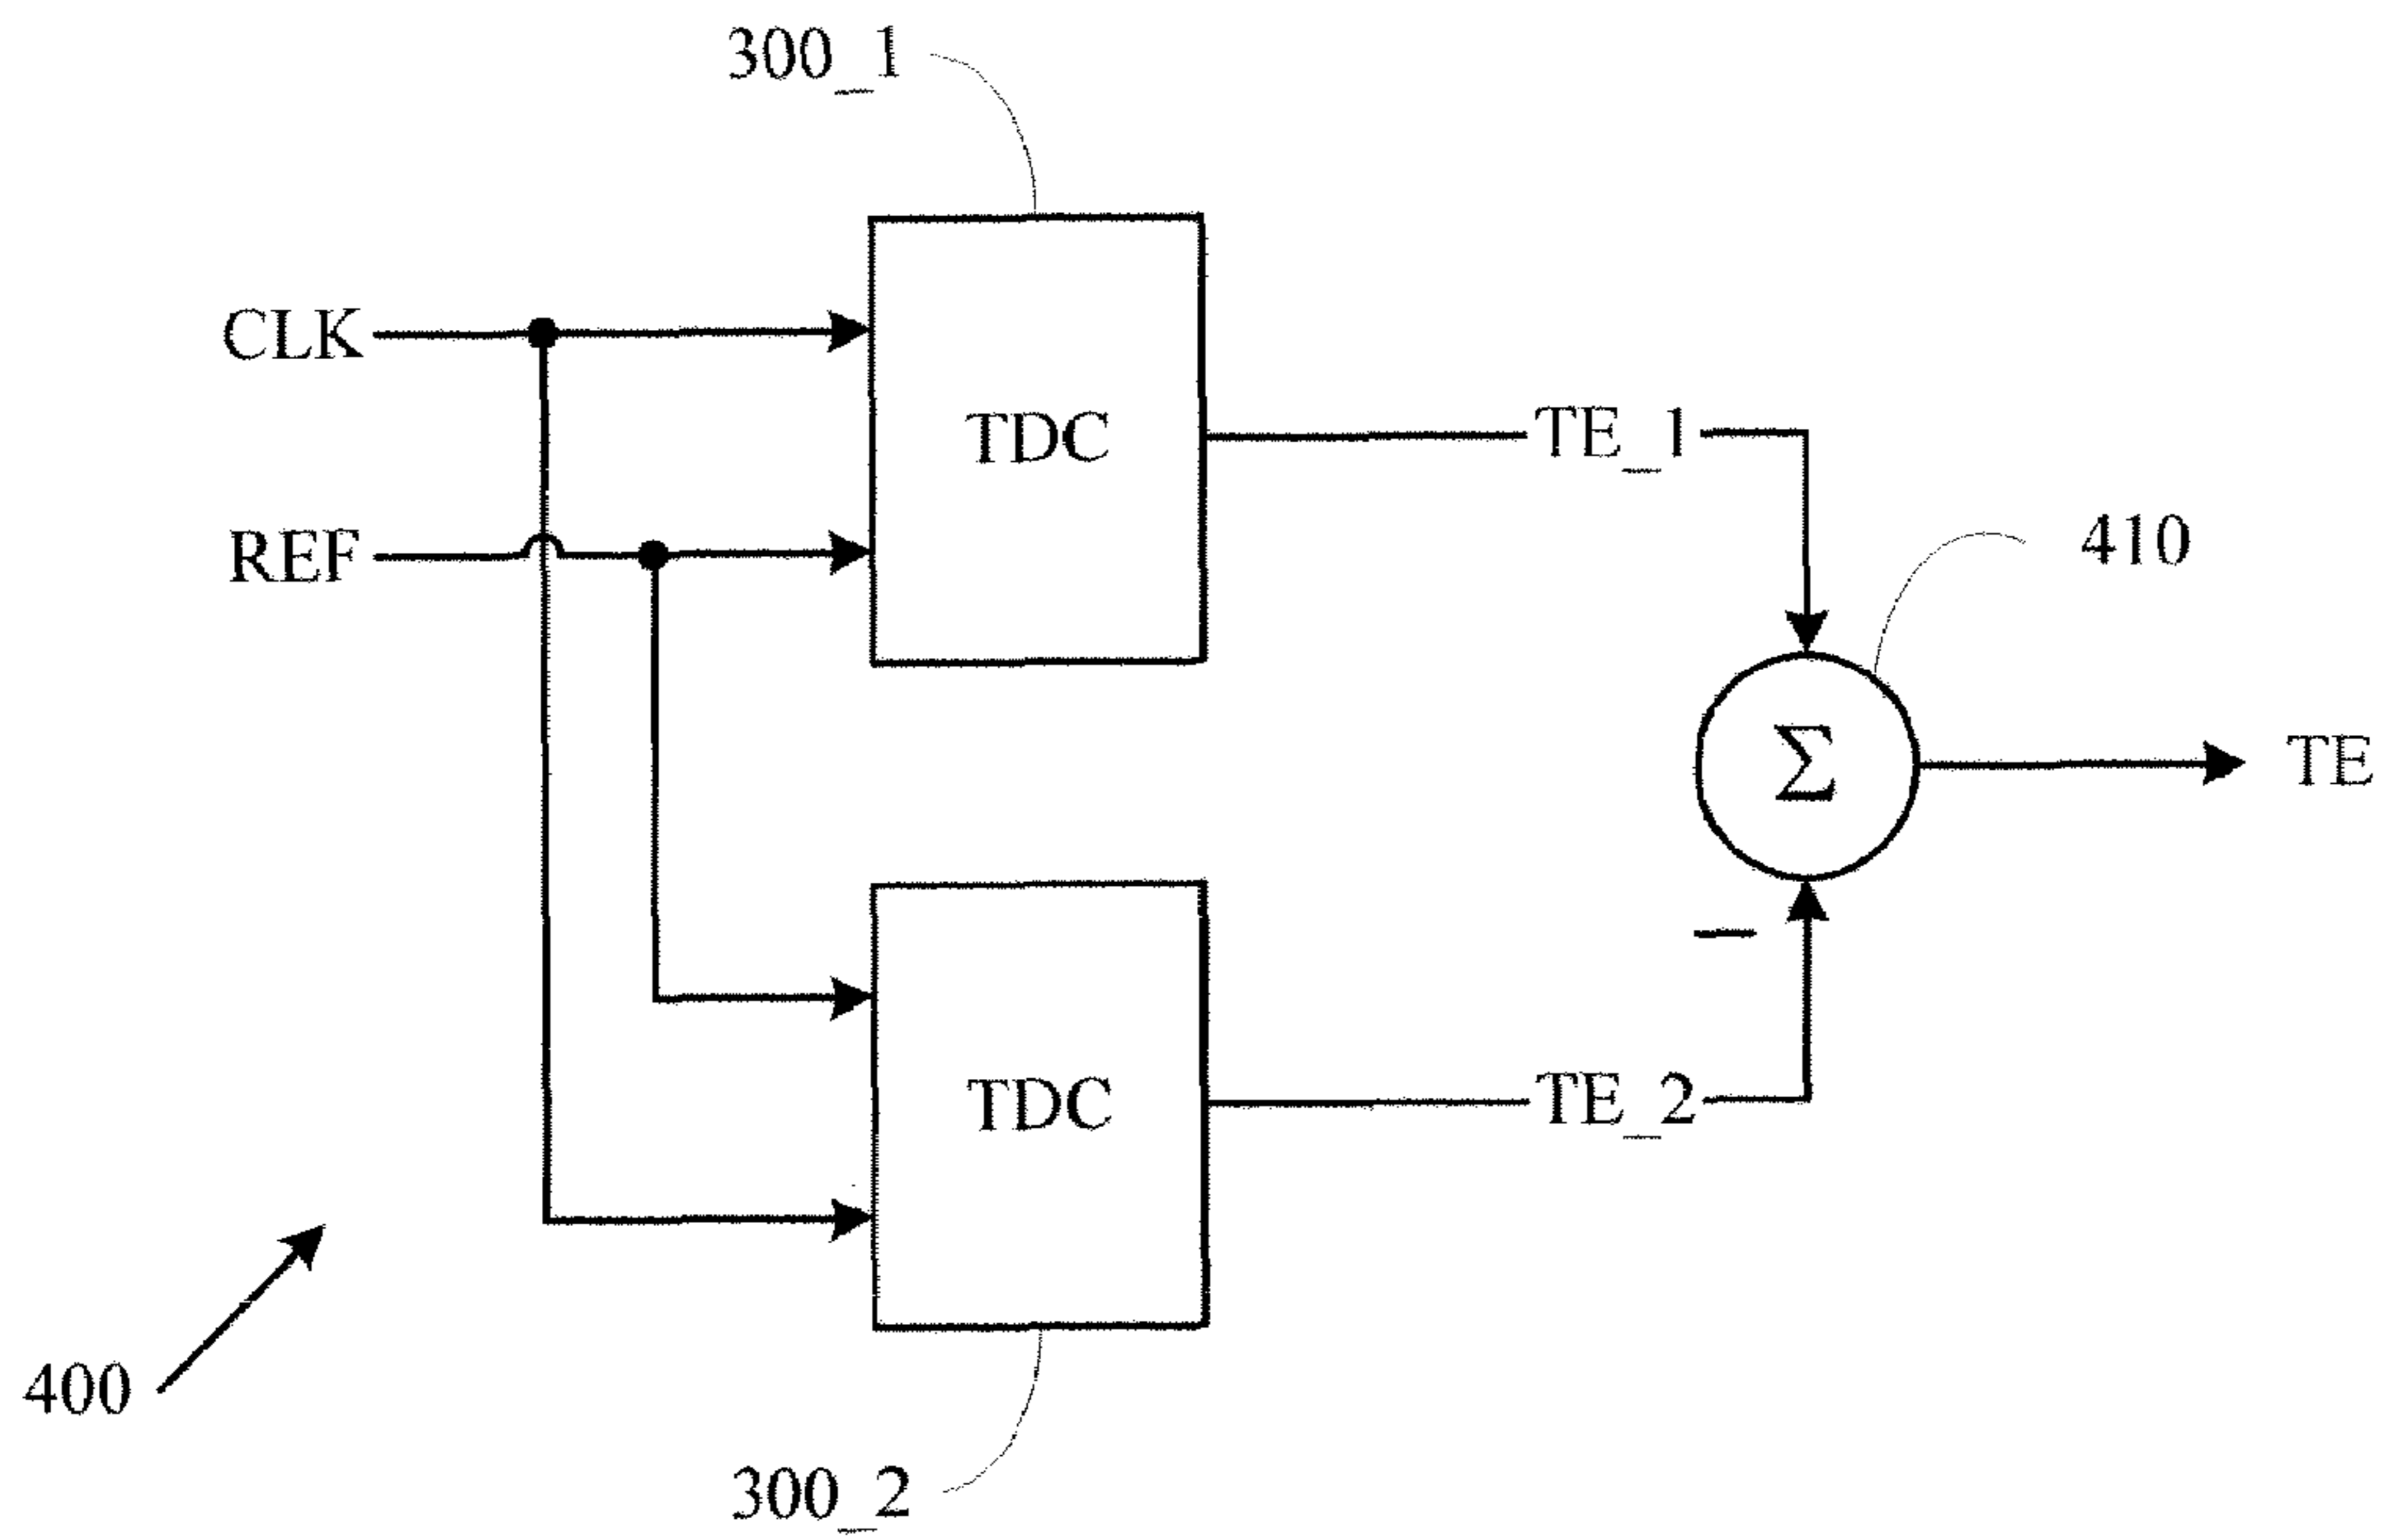 300_1
CLK
TDC
TE_1
REF
410
Σ
TE
TDC
TE_2
–
400
300_2